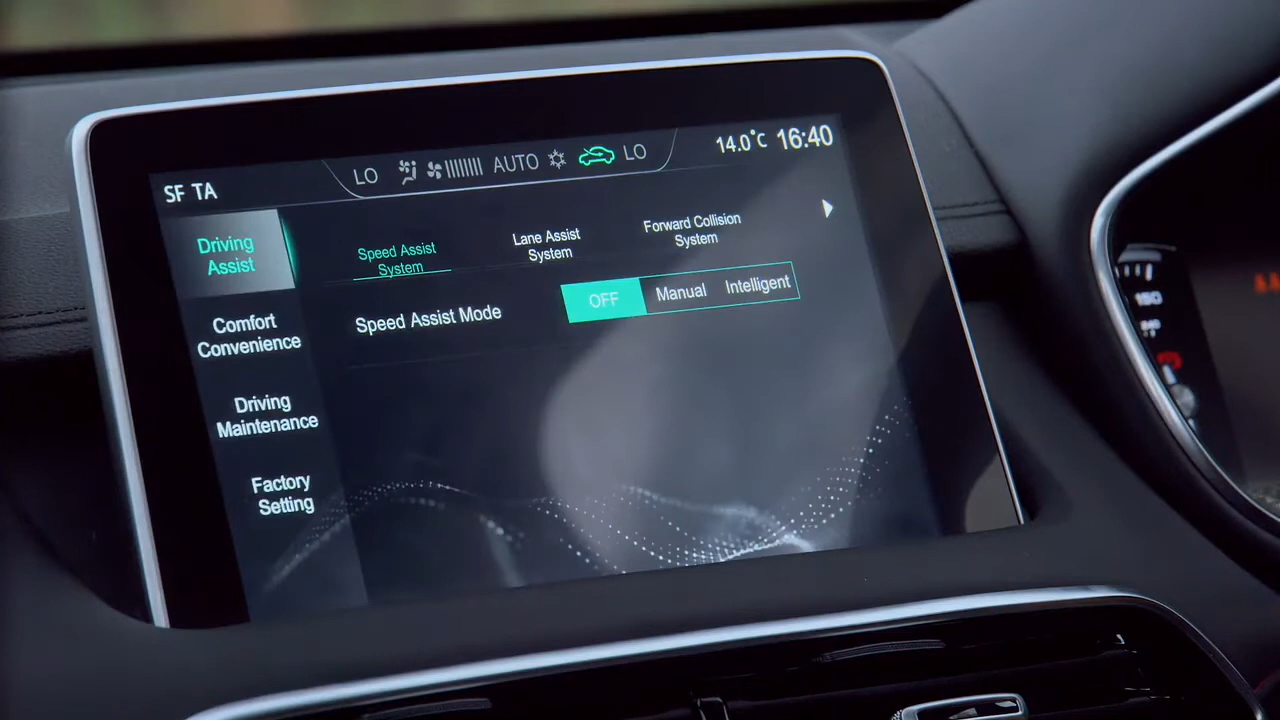 SF TA
LO AUTO LO
14.0°C 16:40
Driving
Assist
Comfort
Convenience
Driving
Maintenance
Factory
Setting
Speed Assist
System
Lane Assist
System
Forward Collision
System
Speed Assist Mode
OFF Manual Intelligent